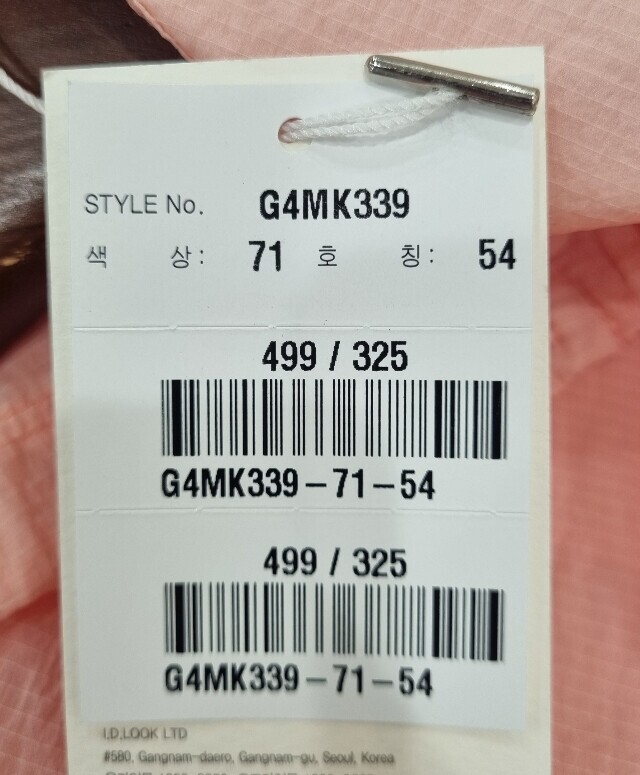 STYLE No. G4MK339
색 상: 71 호 칭: 54
499 / 325
G4MK339-71-54
499 / 325
G4MK339-71-54
I.D.LOOK LTD
#580, Gangnam-daero, Gangnam-gu, Seoul, Korea